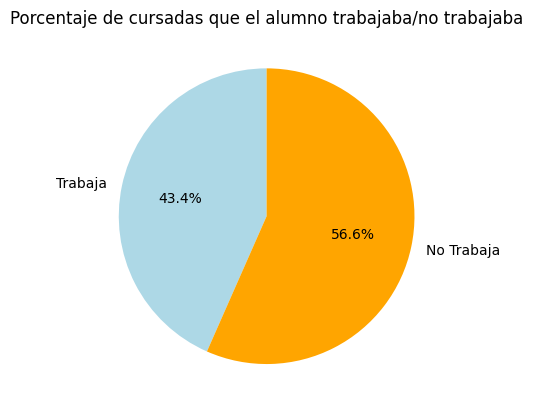 Porcentaje de cursadas que el alumno trabajaba/no trabajaba
Trabaja
43.4%
56.6%
No Trabaja